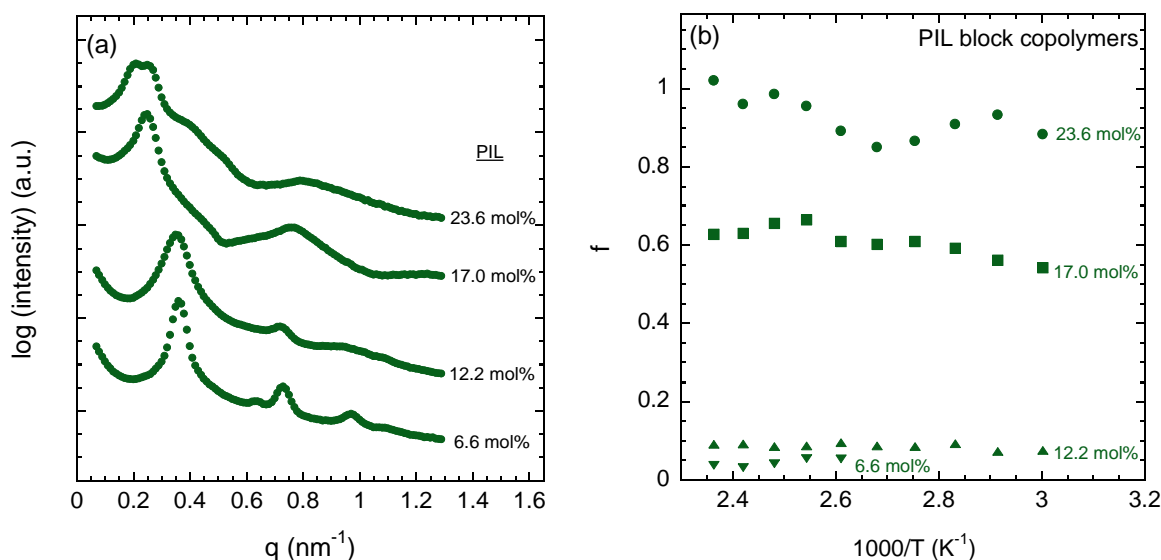 (a)
log (intensity) (a.u.)
PIL
23.6 mol%
17.0 mol%
12.2 mol%
6.6 mol%
0 0.2 0.4 0.6 0.8 1 1.2 1.4 1.6
q (nm⁻¹)
(b)
PIL block copolymers
f
1
0.8
0.6
0.4
0.2
0
23.6 mol%
17.0 mol%
12.2 mol%
6.6 mol%
2.4 2.6 2.8 3 3.2
1000/T (K⁻¹)